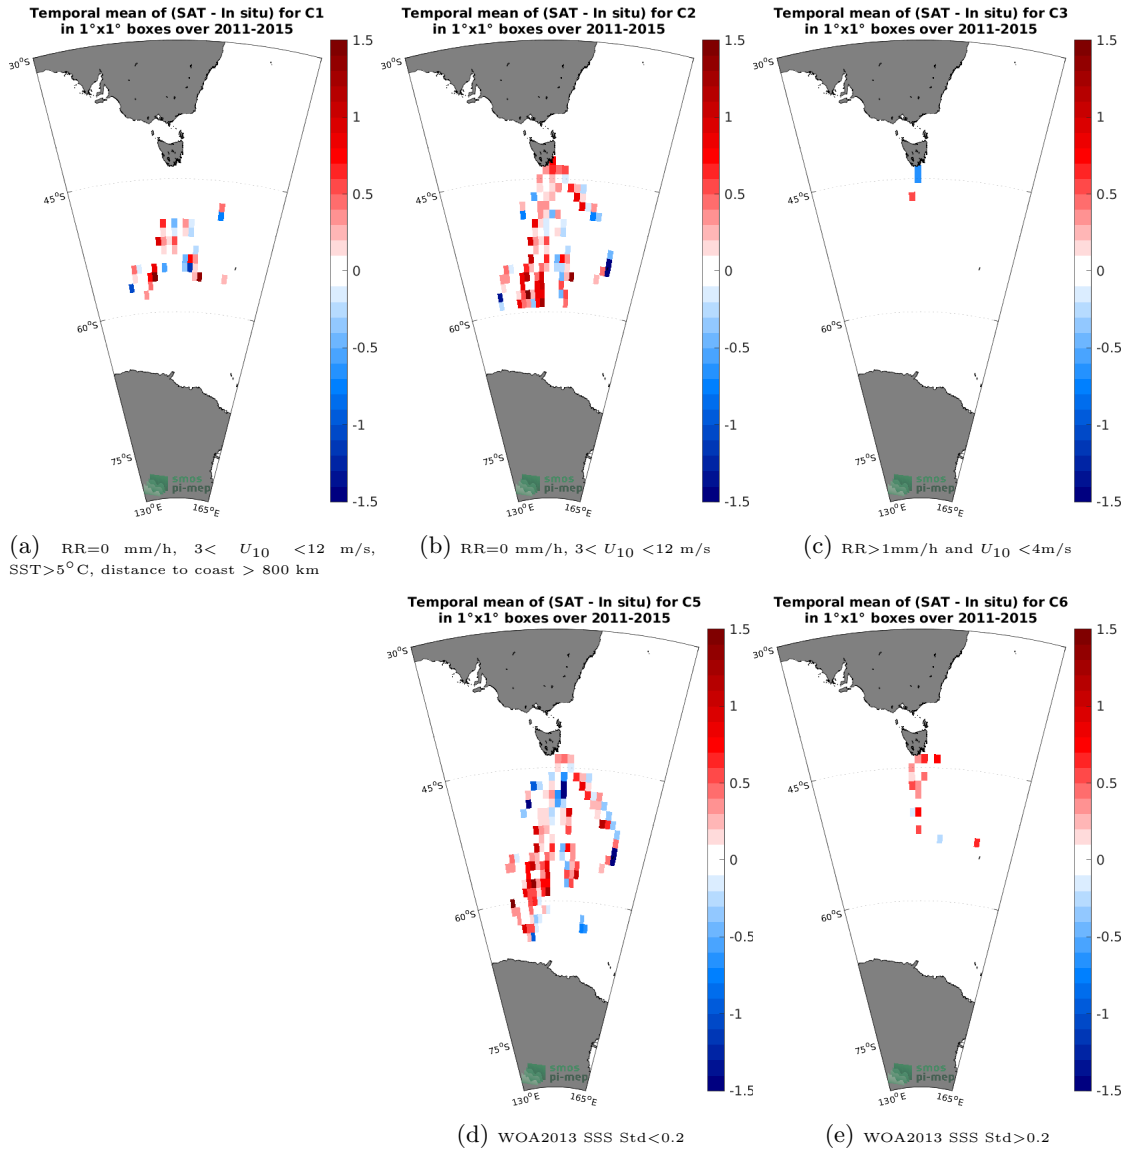 Temporal mean of (SAT - In situ) for C1
in 1°x1° boxes over 2011-2015
30°S
45°S
60°S
75°S
130°E
165°E
1.5
1
0.5
0
-0.5
-1
-1.5
smos
pi-mep
(a) RR=0 mm/h, 3< U10 <12 m/s,
SST>5°C, distance to coast > 800 km
Temporal mean of (SAT - In situ) for C2
in 1°x1° boxes over 2011-2015
30°S
45°S
60°S
75°S
130°E
165°E
1.5
1
0.5
0
-0.5
-1
-1.5
smos
pi-mep
(b) RR=0 mm/h, 3< U10 <12 m/s
Temporal mean of (SAT - In situ) for C3
in 1°x1° boxes over 2011-2015
30°S
45°S
60°S
75°S
130°E
165°E
1.5
1
0.5
0
-0.5
-1
-1.5
smos
pi-mep
(c) RR>1mm/h and U10 <4m/s
Temporal mean of (SAT - In situ) for C5
in 1°x1° boxes over 2011-2015
30°S
45°S
60°S
75°S
130°E
165°E
1.5
1
0.5
0
-0.5
-1
-1.5
smos
pi-mep
(d) WOA2013 SSS Std<0.2
Temporal mean of (SAT - In situ) for C6
in 1°x1° boxes over 2011-2015
30°S
45°S
60°S
75°S
130°E
165°E
1.5
1
0.5
0
-0.5
-1
-1.5
smos
pi-mep
(e) WOA2013 SSS Std>0.2